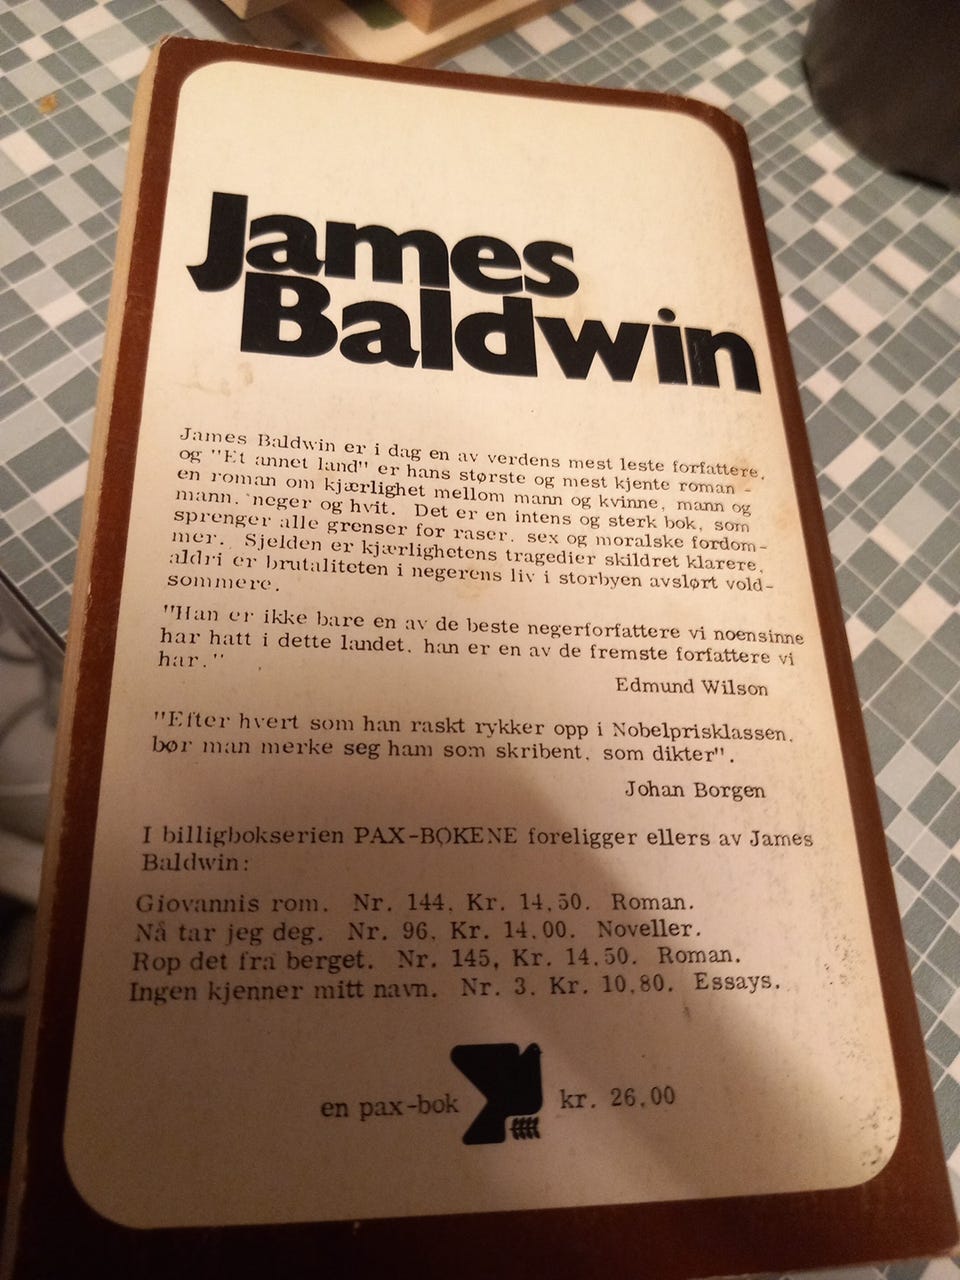 James
Baldwin
James Baldwin er i dag en av verdens mest leste forfattere,
og "Et annet land" er hans største og mest kjente roman -
en roman om kjærlighet mellom mann og kvinne, mann og
mann, neger og hvit. Det er en intens og sterk bok, som
sprenger alle grenser for raser, sex og moralske fordom-
mer. Sjelden er kjærlighetens tragedier skildret klarere,
aldri er brutaliteten i negerens liv i storbyen avslørt vold-
sommere.
"Han er ikke bare en av de beste negerforfattere vi noensinne
har hatt i dette landet, han er en av de fremste forfattere vi
har."
Edmund Wilson
"Efter hvert som han raskt rykker opp i Nobelprisklassen,
bør man merke seg ham som skribent, som dikter".
Johan Borgen
I billigbokserien PAX-BOKENE foreligger ellers av James
Baldwin:
Giovannis rom. Nr. 144, Kr. 14,50. Roman.
Nå tar jeg deg. Nr. 96, Kr. 14,00. Noveller.
Rop det fra berget. Nr. 145, Kr. 14,50. Roman.
Ingen kjenner mitt navn. Nr. 3, Kr. 10,80. Essays.
en pax-bok kr. 26,00